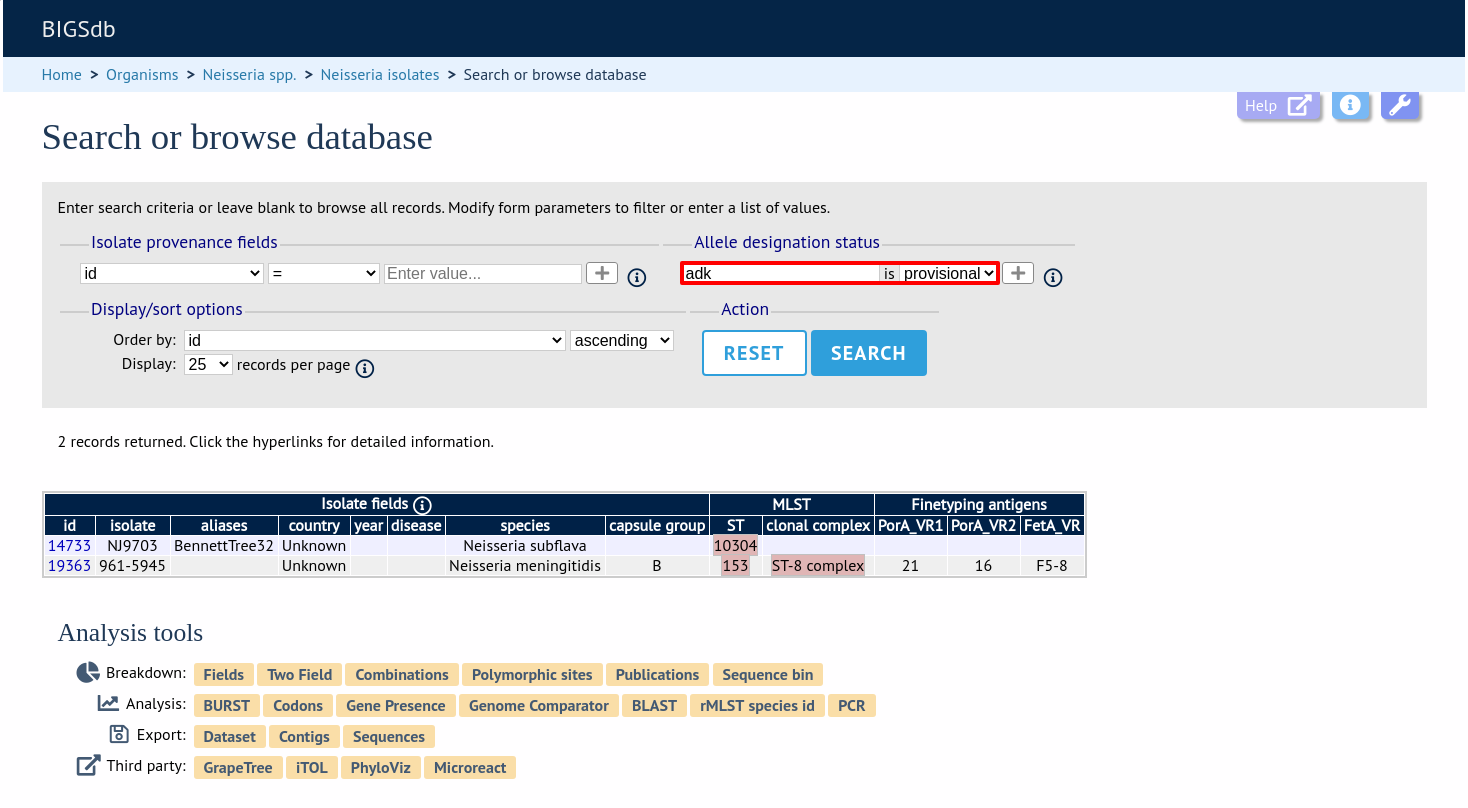 BIGSdb
Home > Organisms > Neisseria spp. > Neisseria isolates > Search or browse database
Help
Search or browse database
Enter search criteria or leave blank to browse all records. Modify form parameters to filter or enter a list of values.
Isolate provenance fields
id = Enter value... +
Allele designation status
adk is provisional +
Display/sort options
Order by: id ascending
Display: 25 records per page
Action
RESET SEARCH
2 records returned. Click the hyperlinks for detailed information.
Isolate fields MLST Finetyping antigens
id isolate aliases country year disease species capsule group ST clonal complex PorA_VR1 PorA_VR2 FetA_VR
14733 NJ9703 BennettTree32 Unknown Neisseria subflava 10304
19363 961-5945 Unknown Neisseria meningitidis B 153 ST-8 complex 21 16 F5-8
Analysis tools
Breakdown: Fields Two Field Combinations Polymorphic sites Publications Sequence bin
Analysis: BURST Codons Gene Presence Genome Comparator BLAST rMLST species id PCR
Export: Dataset Contigs Sequences
Third party: GrapeTree iTOL PhyloViz Microreact